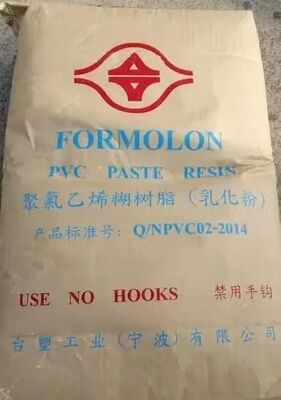 FORMOLON
PVC PASTE RESIN
聚氯乙烯糊树脂（乳化粉）
产品标准号：Q/NPVC02-2014
USE NO HOOKS 禁用手钩
台塑工业（宁波）有限公司